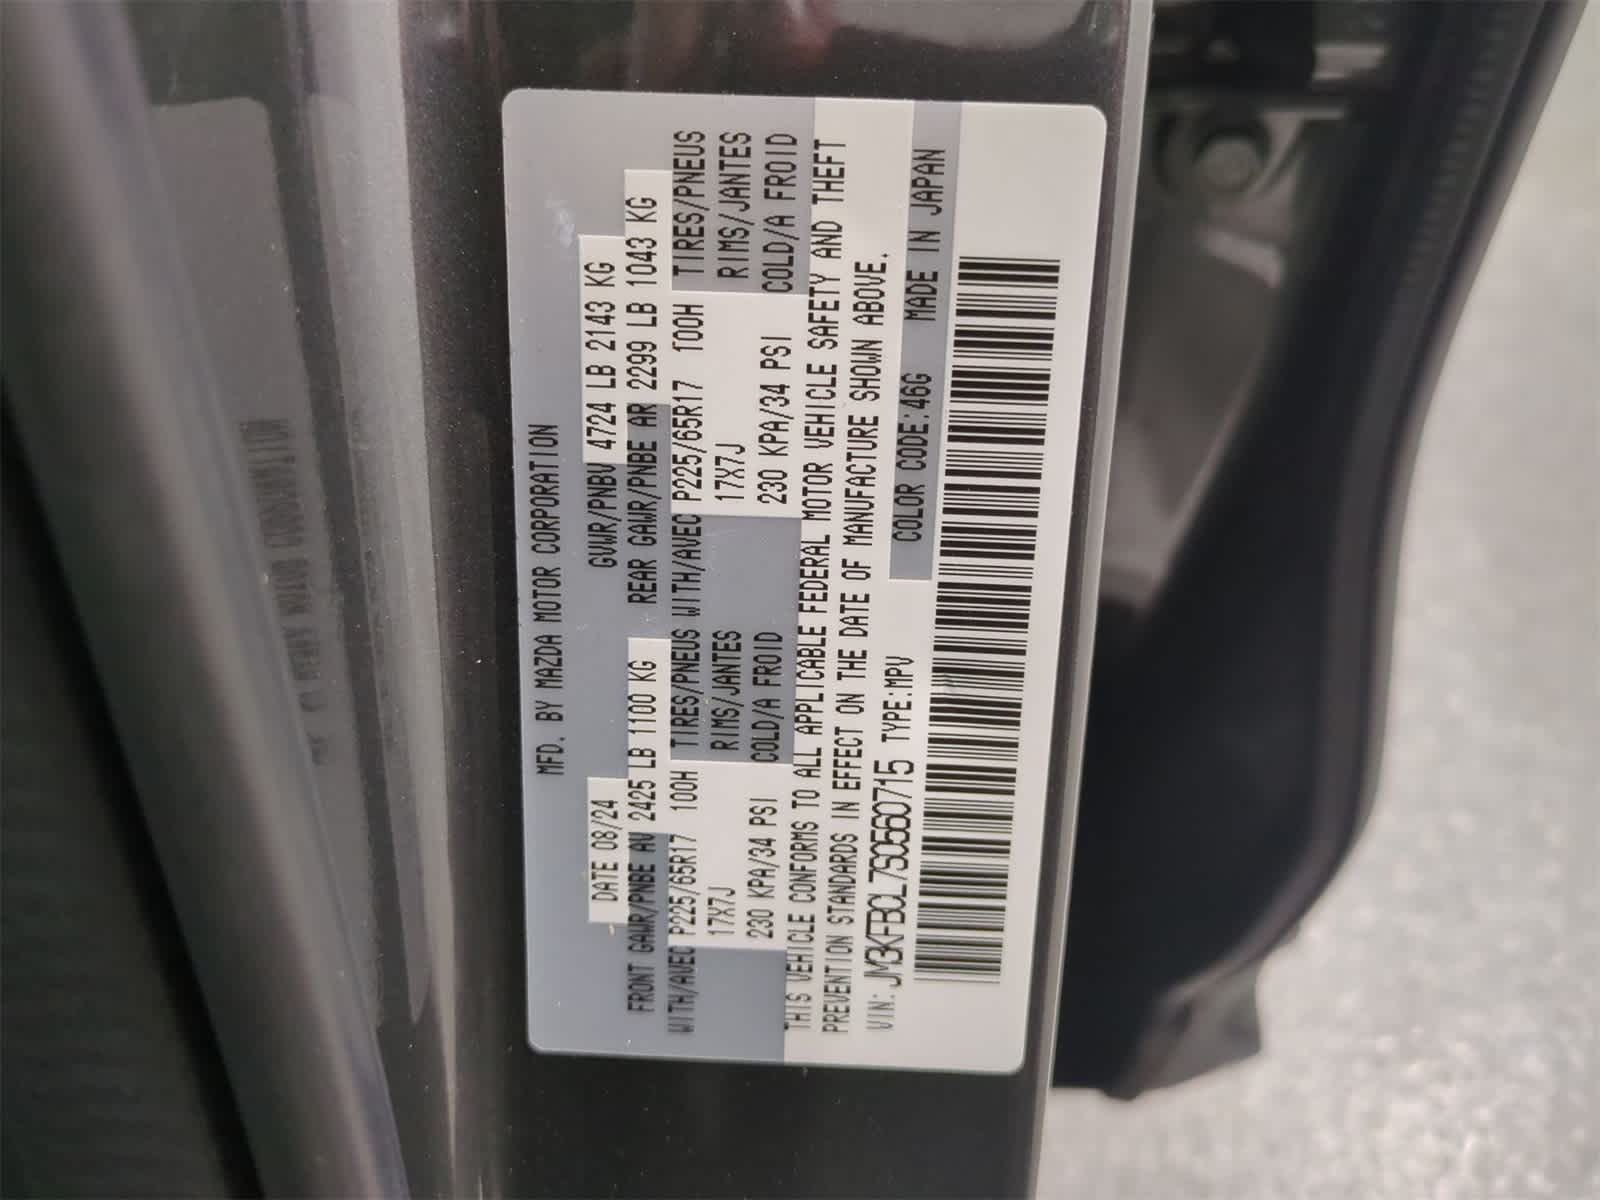 MFD. BY MAZDA MOTOR CORPORATION
DATE 08/24 GVWR/PNBV 4724 LB 2143 KG
FRONT GAWR/PNBE AV 2425 LB 1100 KG REAR GAWR/PNBE AR 2299 LB 1043 KG
WITH/AVEC P225/65R17 100H TIRES/PNEUS WITH/AVEC P225/65R17 100H TIRES/PNEUS
17X7J RIMS/JANTES 17X7J RIMS/JANTES
230 KPA/34 PSI COLD/A FROID 230 KPA/34 PSI COLD/A FROID
THIS VEHICLE CONFORMS TO ALL APPLICABLE FEDERAL MOTOR VEHICLE SAFETY AND THEFT
PREVENTION STANDARDS IN EFFECT ON THE DATE OF MANUFACTURE SHOWN ABOVE.
VIN: JM3KFBCL7S0560715 TYPE:MPV COLOR CODE:46G MADE IN JAPAN